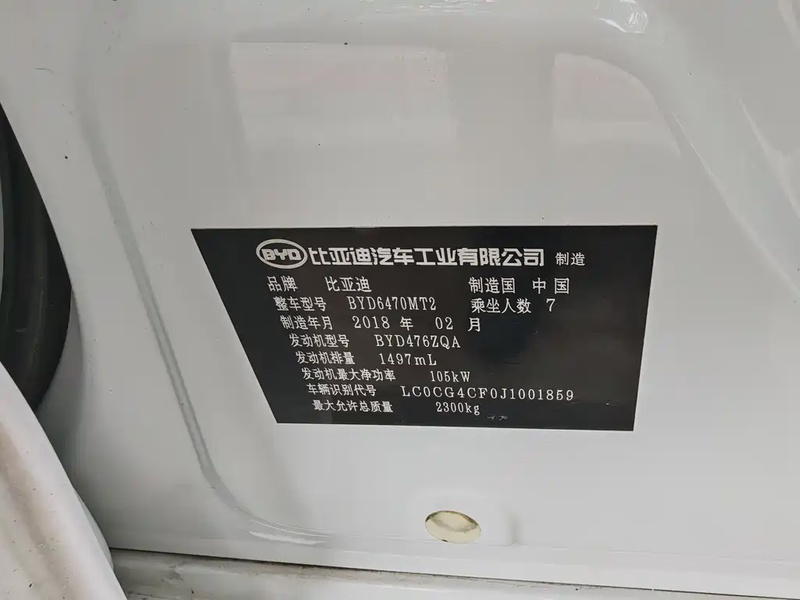 BYD 比亚迪汽车工业有限公司 制造
品牌 比亚迪 制造国 中国
整车型号 BYD6470MT2 乘坐人数 7
制造年月 2018 年 02 月
发动机型号 BYD476ZQA
发动机排量 1497mL
发动机最大净功率 105kW
车辆识别代号 LC0CG4CF0J1001859
最大允许总质量 2300kg